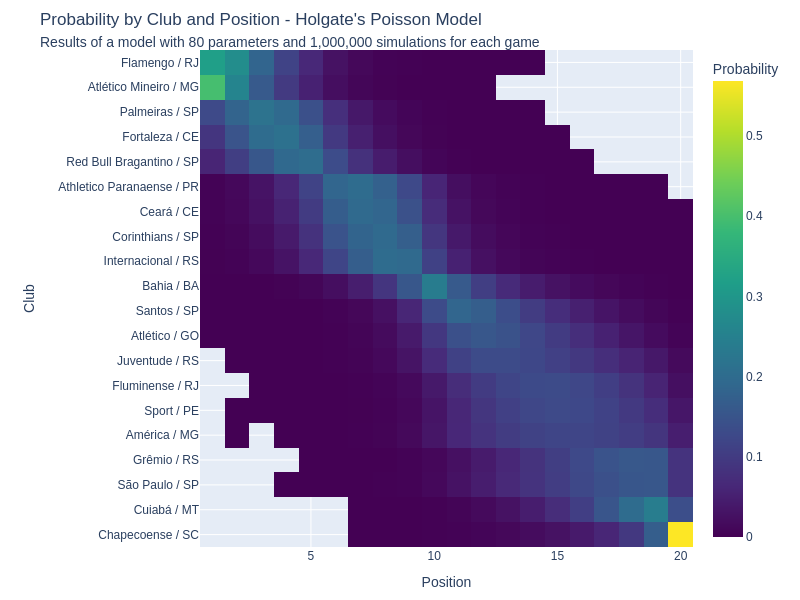 Probability by Club and Position - Holgate's Poisson Model
Results of a model with 80 parameters and 1,000,000 simulations for each game
Probability
Flamengo / RJ
Atlético Mineiro / MG
Palmeiras / SP
Fortaleza / CE
Red Bull Bragantino / SP
Athletico Paranaense / PR
Ceará / CE
Corinthians / SP
Internacional / RS
Bahia / BA
Santos / SP
Atlético / GO
Juventude / RS
Fluminense / RJ
Sport / PE
América / MG
Grêmio / RS
São Paulo / SP
Cuiabá / MT
Chapecoense / SC
Club
5
10
15
20
Position
0.5
0.4
0.3
0.2
0.1
0